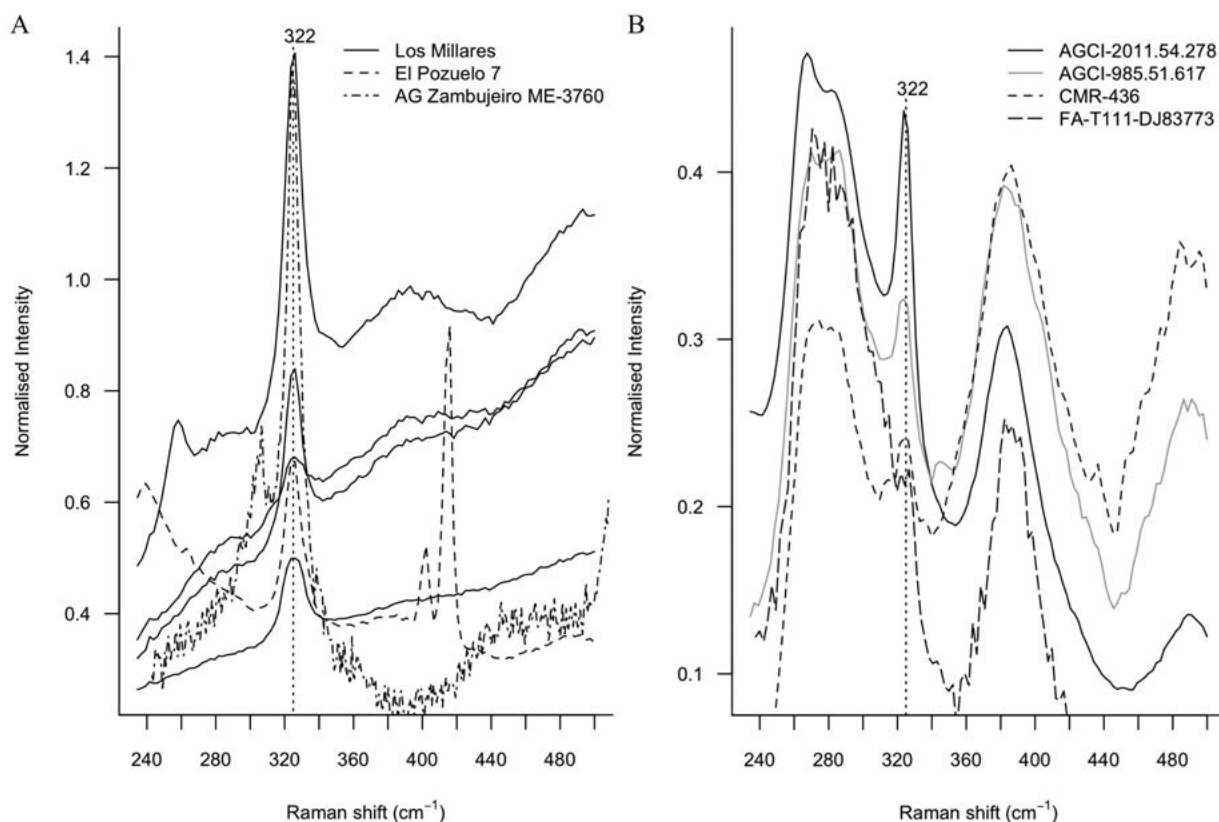 A
322
Los Millares
El Pozuelo 7
AG Zambujeiro ME-3760
1.4
1.2
1.0
0.8
0.6
0.4
Normalised Intensity
240 280 320 360 400 440 480
Raman shift (cm⁻¹)
B
322
AGCI-2011.54.278
AGCI-985.51.617
CMR-436
FA-T111-DJ83773
0.4
0.3
0.2
0.1
Normalised Intensity
240 280 320 360 400 440 480
Raman shift (cm⁻¹)